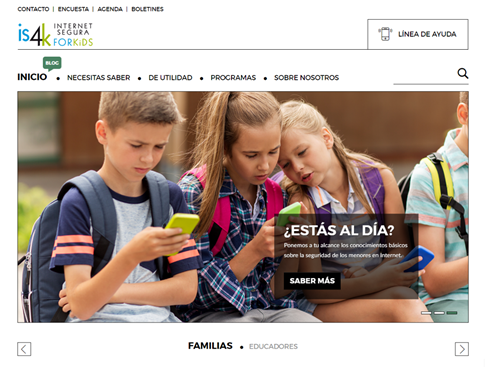 CONTACTO | ENCUESTA | AGENDA | BOLETINES
is4k INTERNET SEGURA FORKiDS
LÍNEA DE AYUDA
BLOG
INICIO • NECESITAS SABER • DE UTILIDAD • PROGRAMAS • SOBRE NOSOTROS
¿ESTÁS AL DÍA?
Ponemos a tu alcance los conocimientos básicos
sobre la seguridad de los menores en Internet.
SABER MÁS
FAMILIAS • EDUCADORES